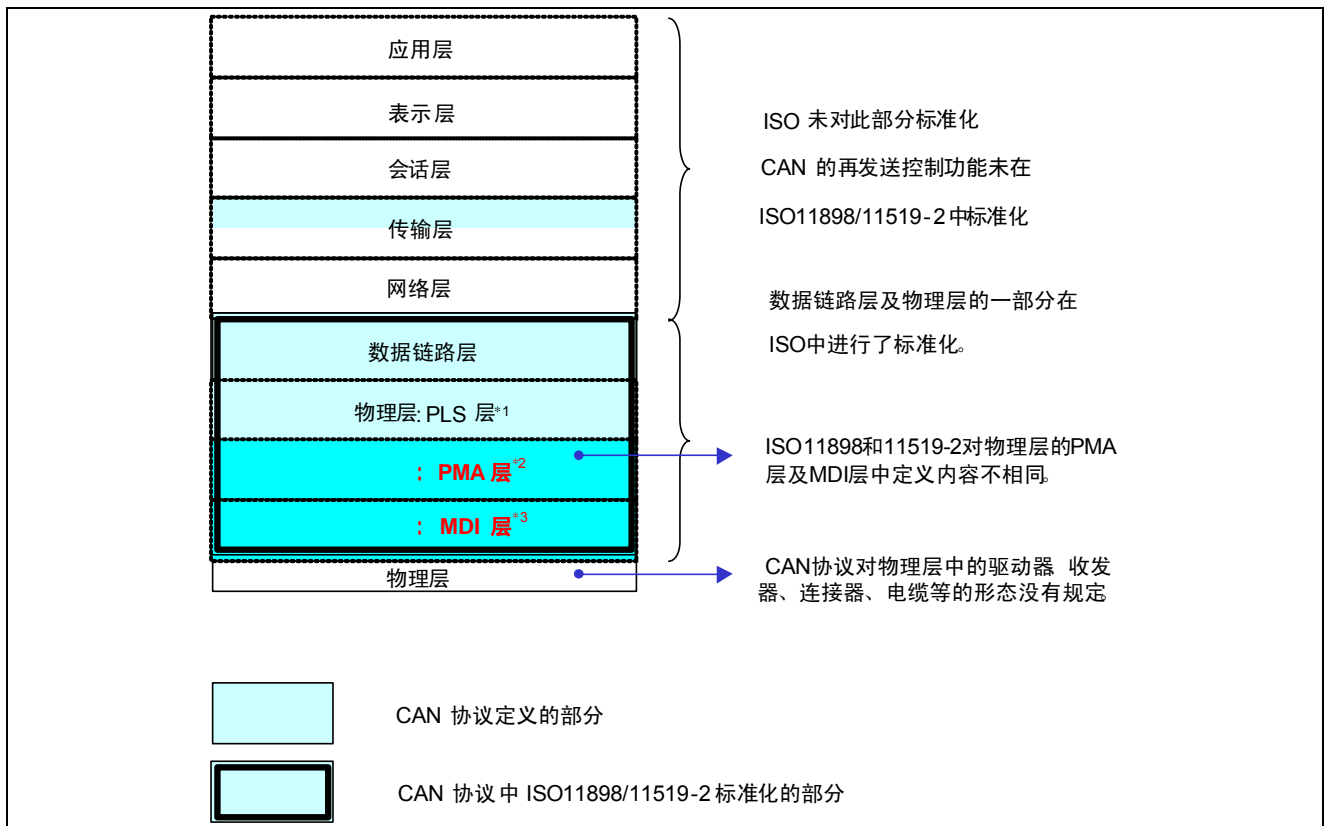 应用层
表示层
会话层
传输层
网络层
数据链路层
物理层: PLS 层*1
: PMA 层*2
: MDI 层*3
物理层
ISO 未对此部分标准化
CAN 的再发送控制功能未在
ISO11898/11519-2中标准化
数据链路层及物理层的一部分在
ISO中进行了标准化。
ISO11898和11519-2对物理层的PMA
层及MDI层中定义内容不相同。
CAN协议对物理层中的驱动器 收发
器、连接器、电缆等的形态没有规定
CAN 协议定义的部分
CAN 协议中 ISO11898/11519-2 标准化的部分